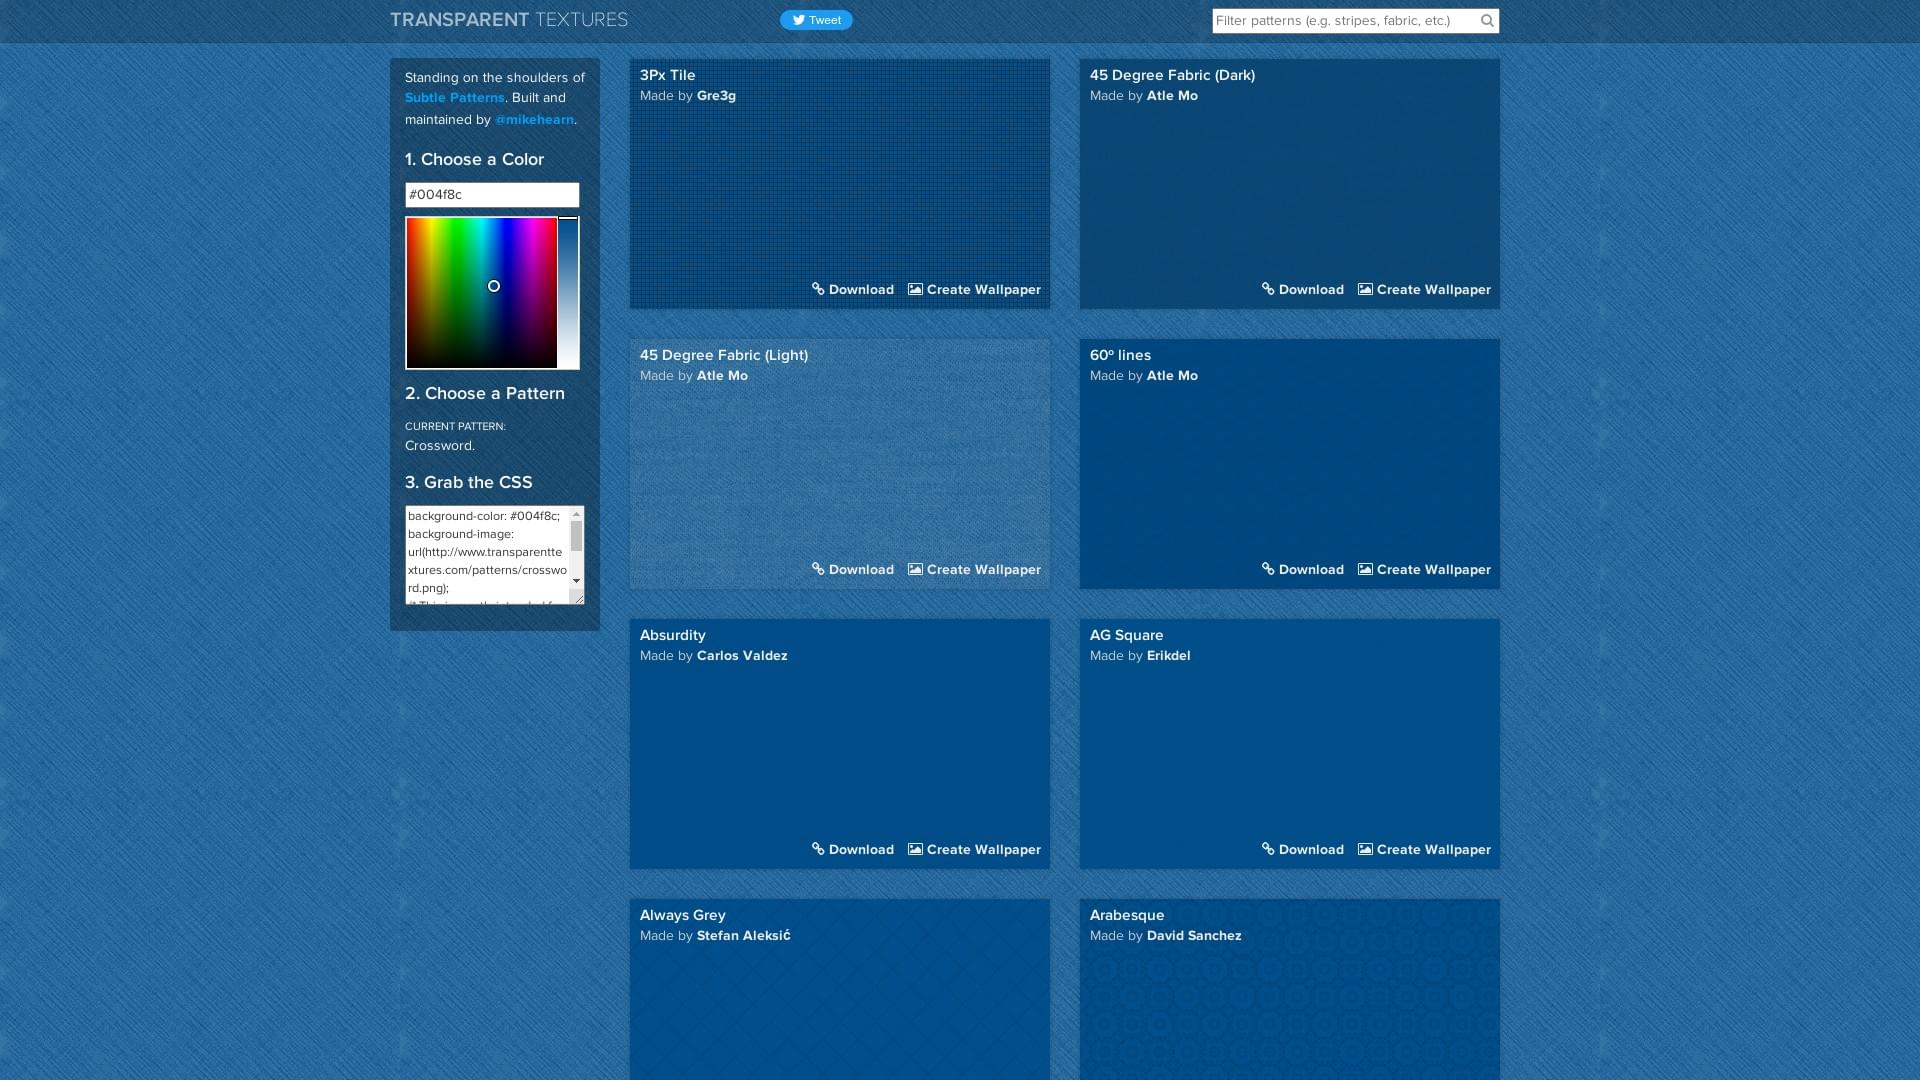 TRANSPARENT TEXTURES
Tweet
Filter patterns (e.g. stripes, fabric, etc.)
Standing on the shoulders of
Subtle Patterns. Built and
maintained by @mikehearn.
1. Choose a Color
#004f8c
2. Choose a Pattern
CURRENT PATTERN:
Crossword.
3. Grab the CSS
background-color: #004f8c;
background-image:
url(http://www.transparentte
xtures.com/patterns/crosswo
rd.png);
3Px Tile
Made by Gre3g
Download Create Wallpaper
45 Degree Fabric (Dark)
Made by Atle Mo
Download Create Wallpaper
45 Degree Fabric (Light)
Made by Atle Mo
Download Create Wallpaper
60º lines
Made by Atle Mo
Download Create Wallpaper
Absurdity
Made by Carlos Valdez
Download Create Wallpaper
AG Square
Made by Erikdel
Download Create Wallpaper
Always Grey
Made by Stefan Aleksić
Arabesque
Made by David Sanchez